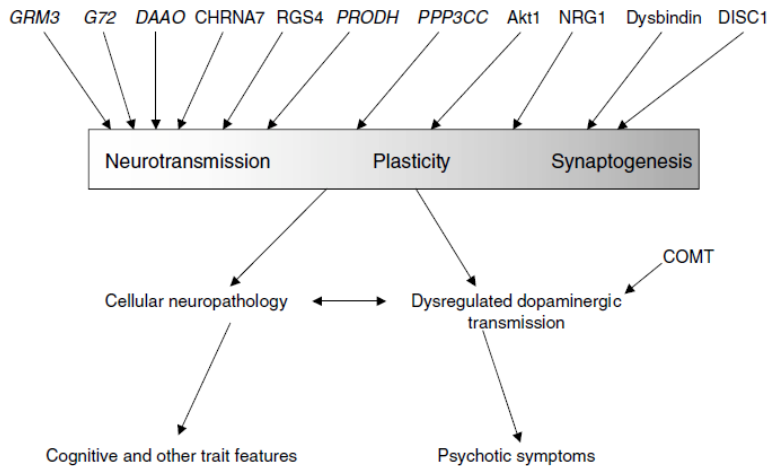 GRM3 G72 DAAO CHRNA7 RGS4 PRODH PPP3CC Akt1 NRG1 Dysbindin DISC1
Neurotransmission Plasticity Synaptogenesis
COMT
Cellular neuropathology Dysregulated dopaminergic
transmission
Cognitive and other trait features Psychotic symptoms